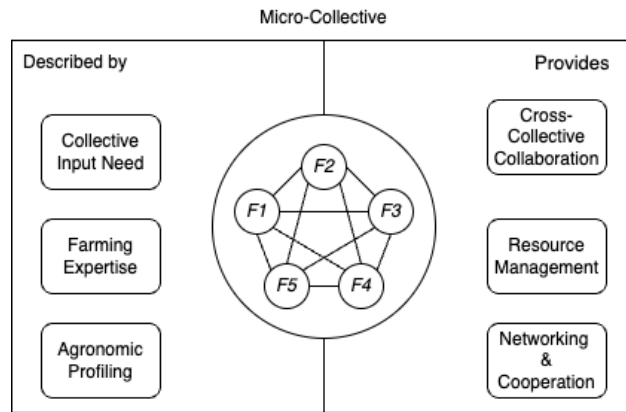 Micro-Collective
Described by
Provides
Collective
Input Need
Farming
Expertise
Agronomic
Profiling
F2
F1
F3
F5
F4
Cross-
Collective
Collaboration
Resource
Management
Networking
&
Cooperation